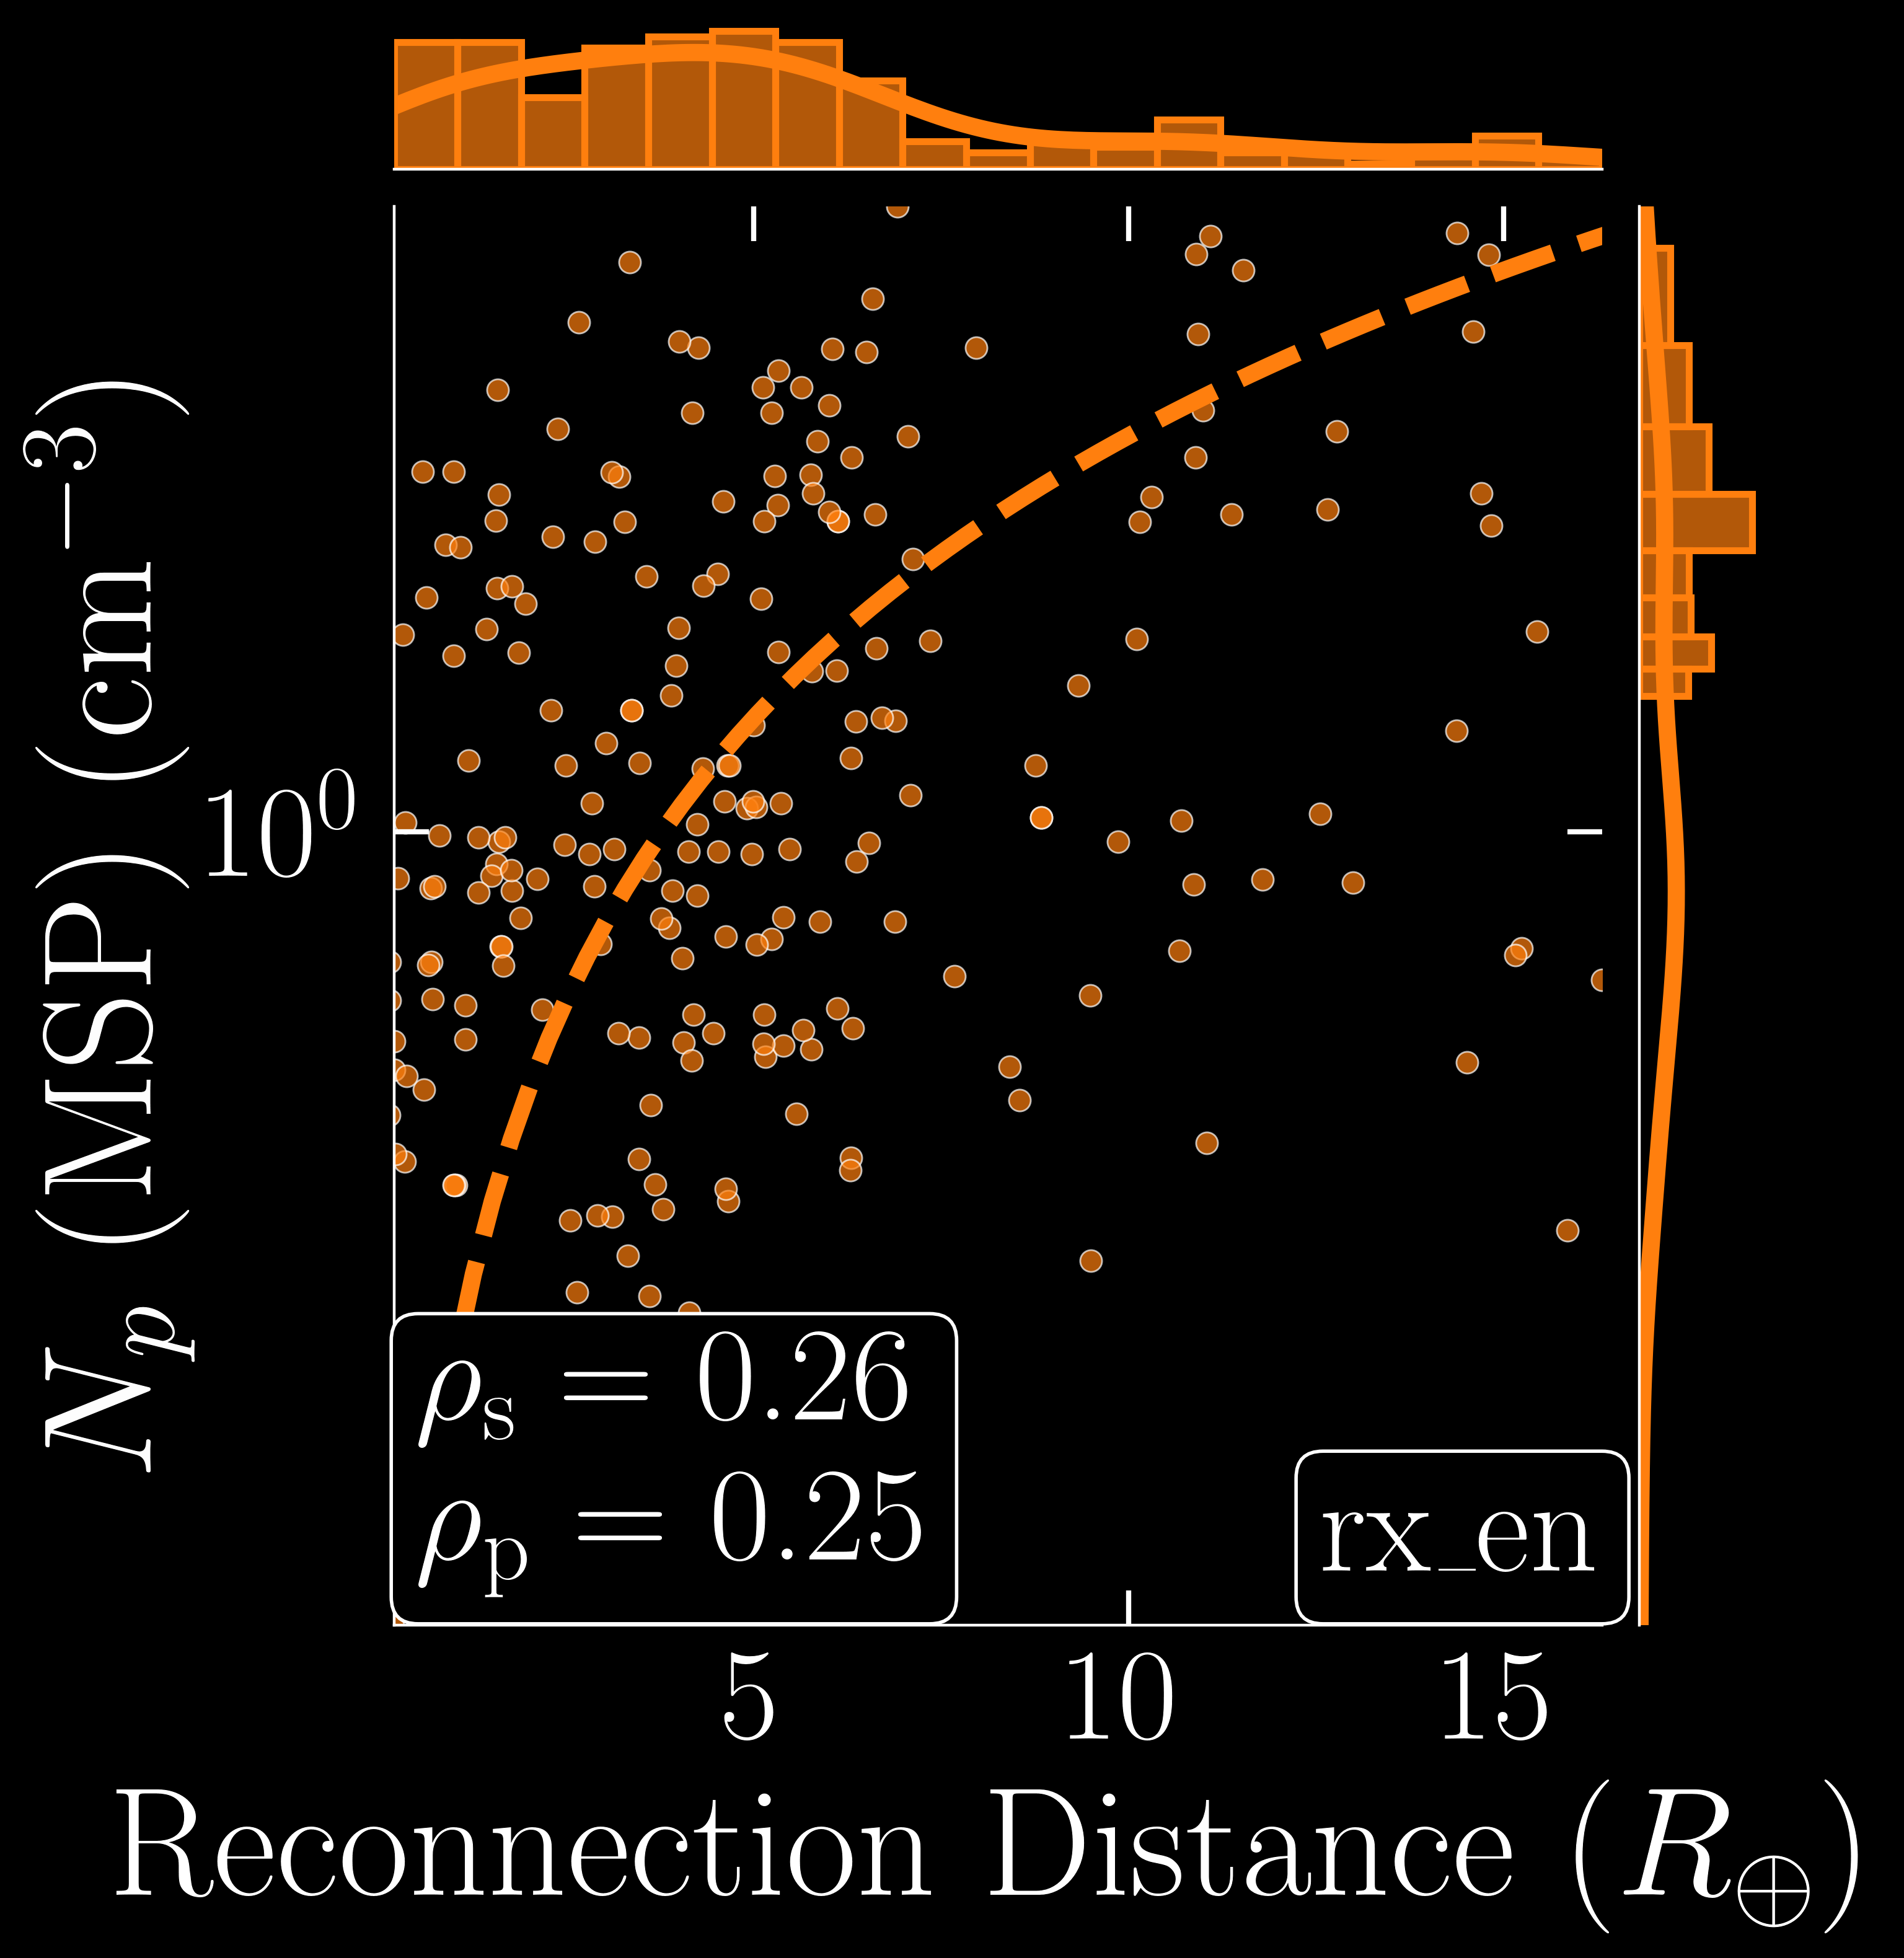 N_p (MSP) (cm^{-3})
10^0
ρ_s = 0.26
ρ_p = 0.25
rx_en
5 10 15
Reconnection Distance (R_⊕)